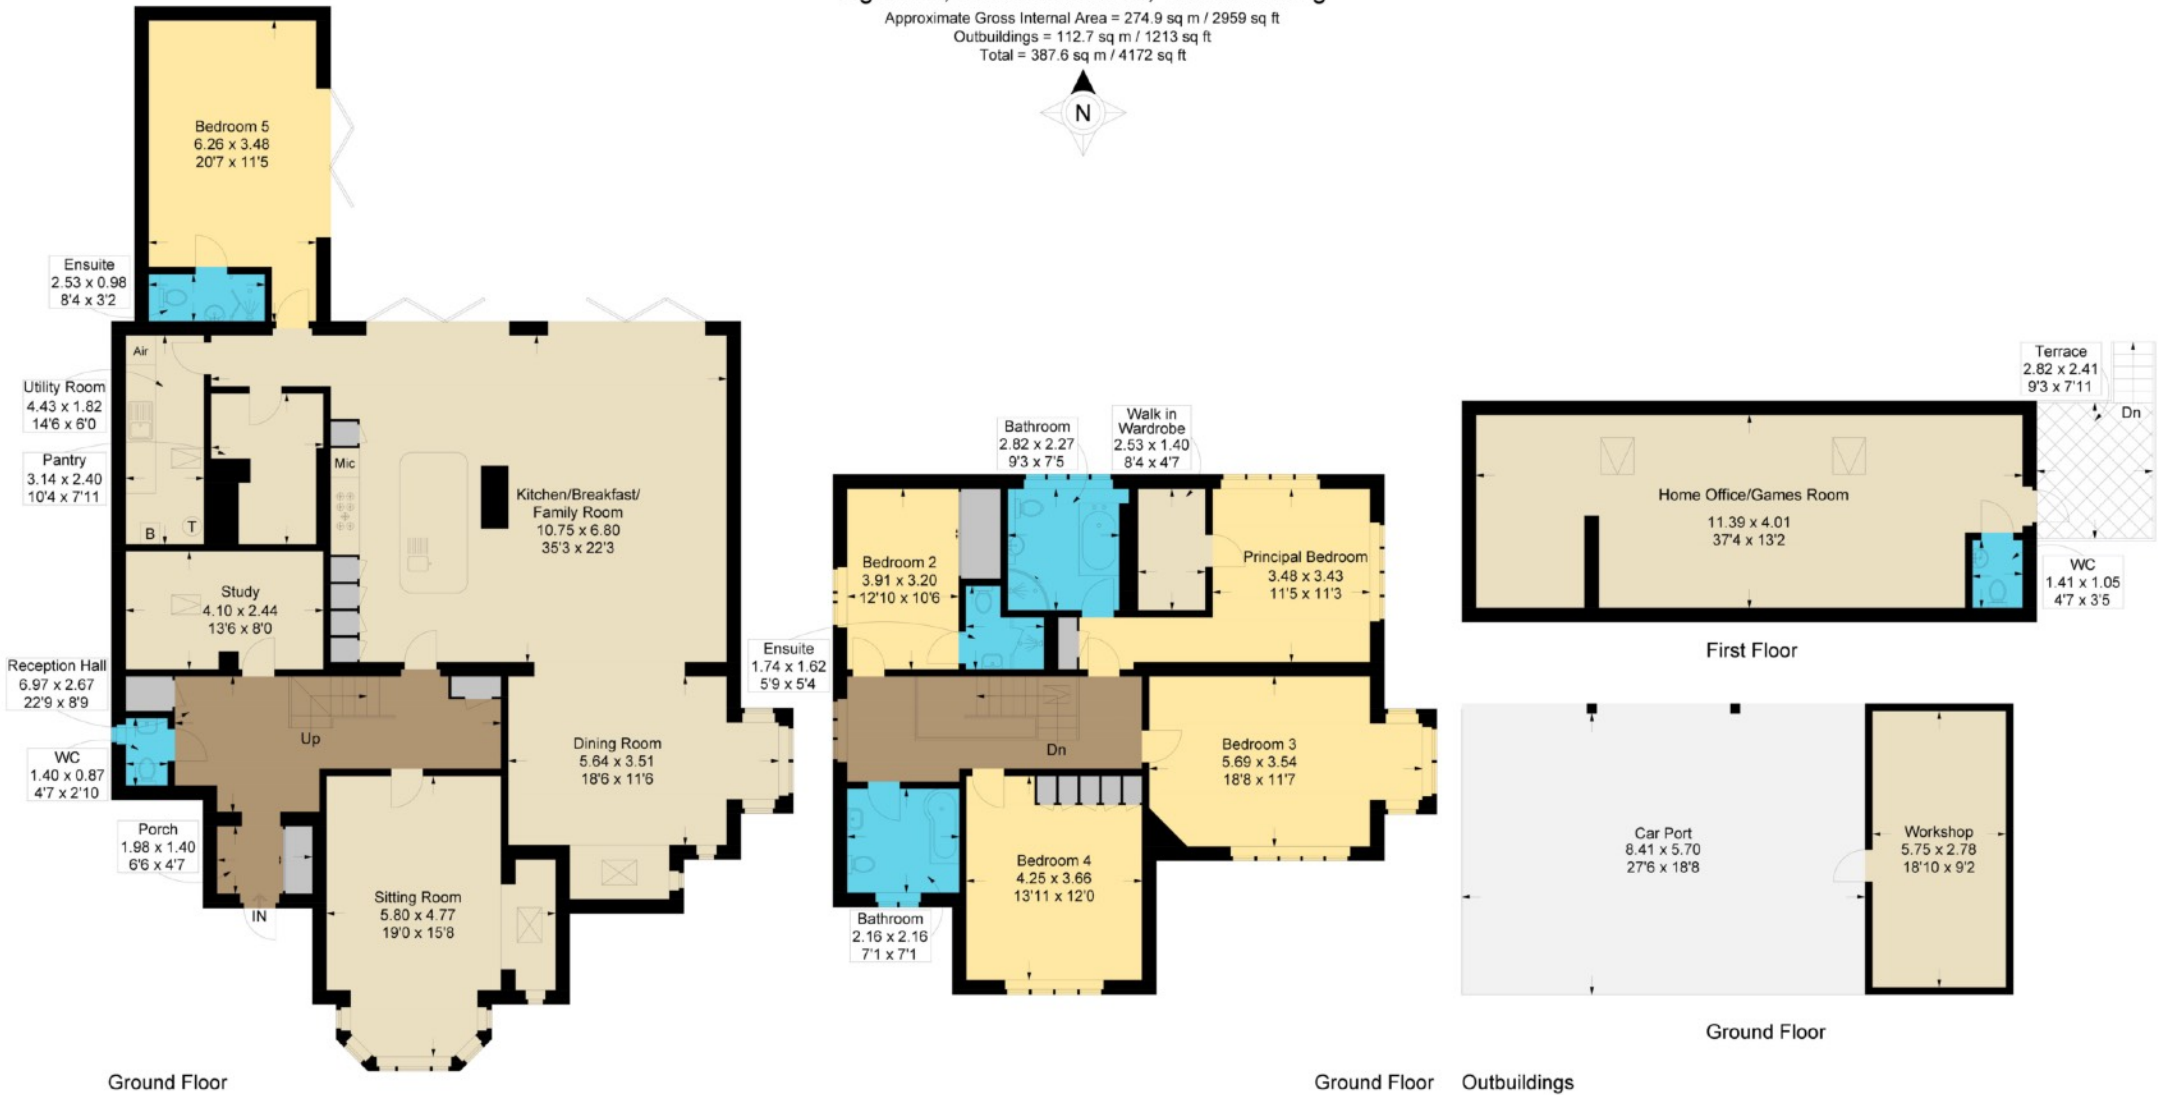 Approximate Gross Internal Area = 274.9 sq m / 2959 sq ft
Outbuildings = 112.7 sq m / 1213 sq ft
Total = 387.6 sq m / 4172 sq ft
N
Bedroom 5
6.26 x 3.48
20'7 x 11'5
Ensuite
2.53 x 0.98
8'4 x 3'2
Air
Utility Room
4.43 x 1.82
14'6 x 6'0
Pantry
3.14 x 2.40
10'4 x 7'11
B
T
Mic
Kitchen/Breakfast/
Family Room
10.75 x 6.80
35'3 x 22'3
Study
4.10 x 2.44
13'6 x 8'0
Reception Hall
6.97 x 2.67
22'9 x 8'9
Up
WC
1.40 x 0.87
4'7 x 2'10
Dining Room
5.64 x 3.51
18'6 x 11'6
Porch
1.98 x 1.40
6'6 x 4'7
IN
Sitting Room
5.80 x 4.77
19'0 x 15'8
Ground Floor
Bathroom
2.82 x 2.27
9'3 x 7'5
Walk in
Wardrobe
2.53 x 1.40
8'4 x 4'7
Bedroom 2
3.91 x 3.20
12'10 x 10'6
Principal Bedroom
3.48 x 3.43
11'5 x 11'3
Ensuite
1.74 x 1.62
5'9 x 5'4
Dn
Bedroom 3
5.69 x 3.54
18'8 x 11'7
Bedroom 4
4.25 x 3.66
13'11 x 12'0
Bathroom
2.16 x 2.16
7'1 x 7'1
Ground Floor
Terrace
2.82 x 2.41
9'3 x 7'11
Dn
Home Office/Games Room
11.39 x 4.01
37'4 x 13'2
WC
1.41 x 1.05
4'7 x 3'5
First Floor
Car Port
8.41 x 5.70
27'6 x 18'8
Workshop
5.75 x 2.78
18'10 x 9'2
Ground Floor
Outbuildings